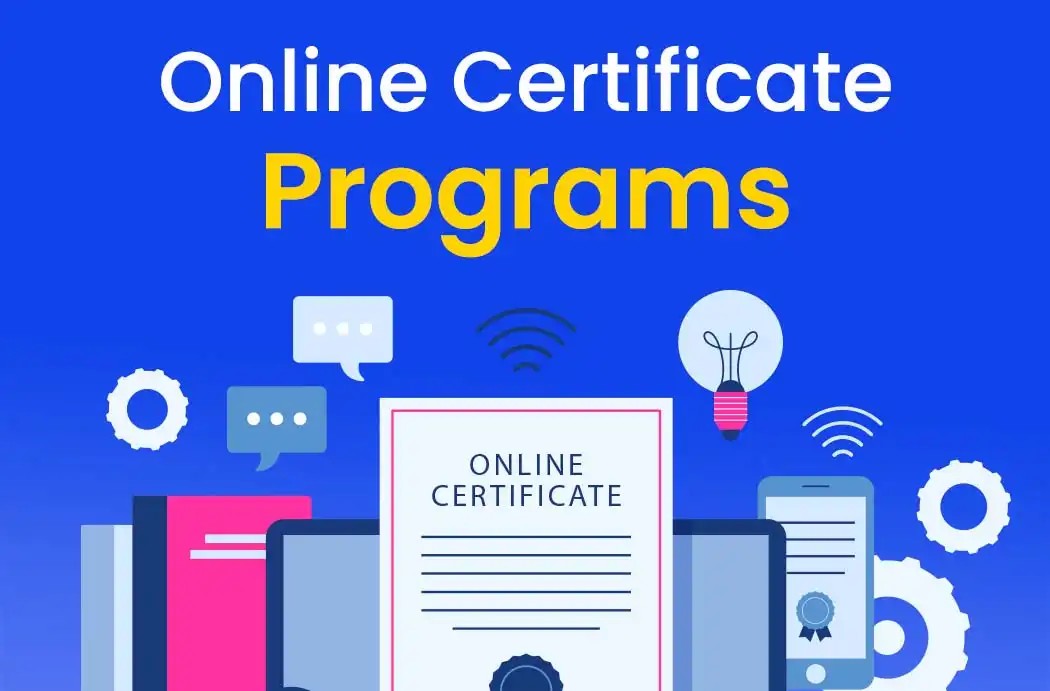 Online Certificate
Programs
ONLINE
CERTIFICATE